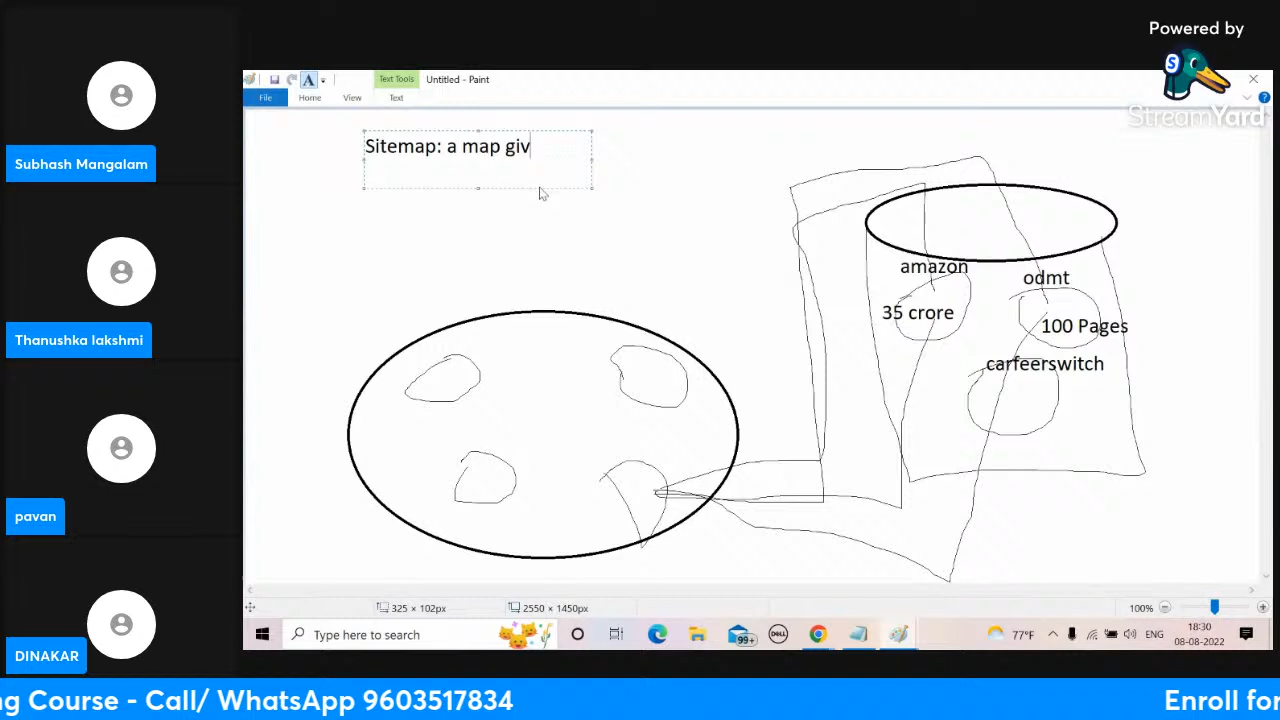 Powered by
StreamYard
Subhash Mangalam
Thanushka lakshmi
pavan
DINAKAR
Text Tools
Untitled - Paint
File
Home
View
Text
Sitemap: a map giv
amazon
odmt
35 crore
100 Pages
carfeerswitch
325 × 102px
2550 × 1450px
100%
Type here to search
99+
DELL
77°F
ENG
18:30
08-08-2022
ng Course - Call/ WhatsApp 9603517834
Enroll for